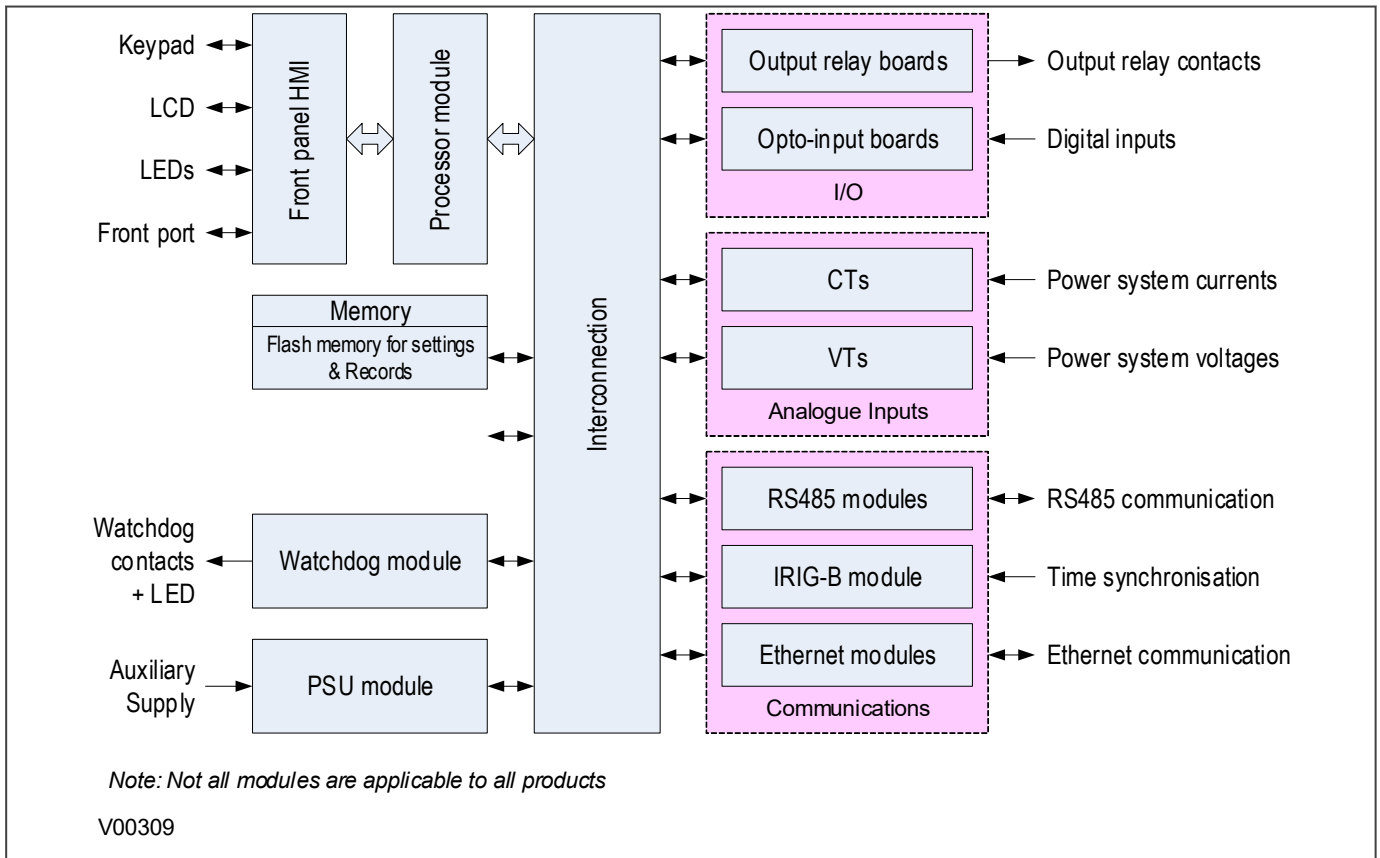 Keypad
LCD
LEDs
Front port
Front panel HMI
Processor module
Memory
Flash memory for settings
& Records
Watchdog
contacts
+ LED
Watchdog module
Auxiliary
Supply
PSU module
Interconnection
Output relay boards
Output relay contacts
Opto-input boards
Digital inputs
I/O
CTs
Power system currents
VTs
Power system voltages
Analogue Inputs
RS485 modules
RS485 communication
IRIG-B module
Time synchronisation
Ethernet modules
Ethernet communication
Communications
Note: Not all modules are applicable to all products
V00309